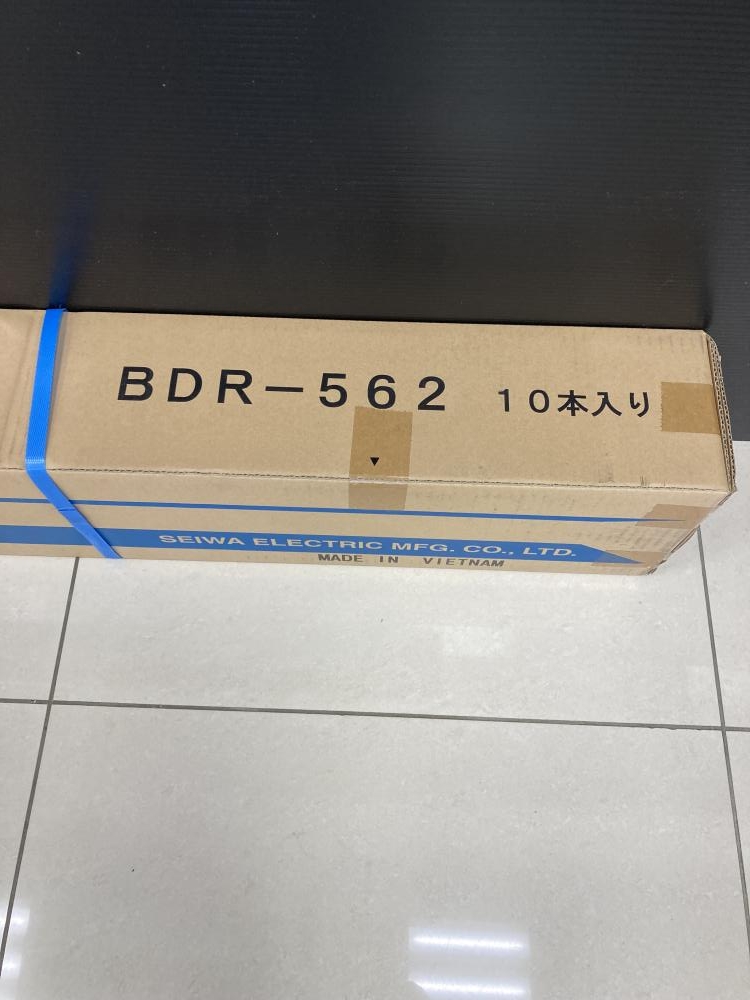 BDR-562 10本入り
SEIWA ELECTRIC MFG. CO., LTD.
MADE IN VIETNAM